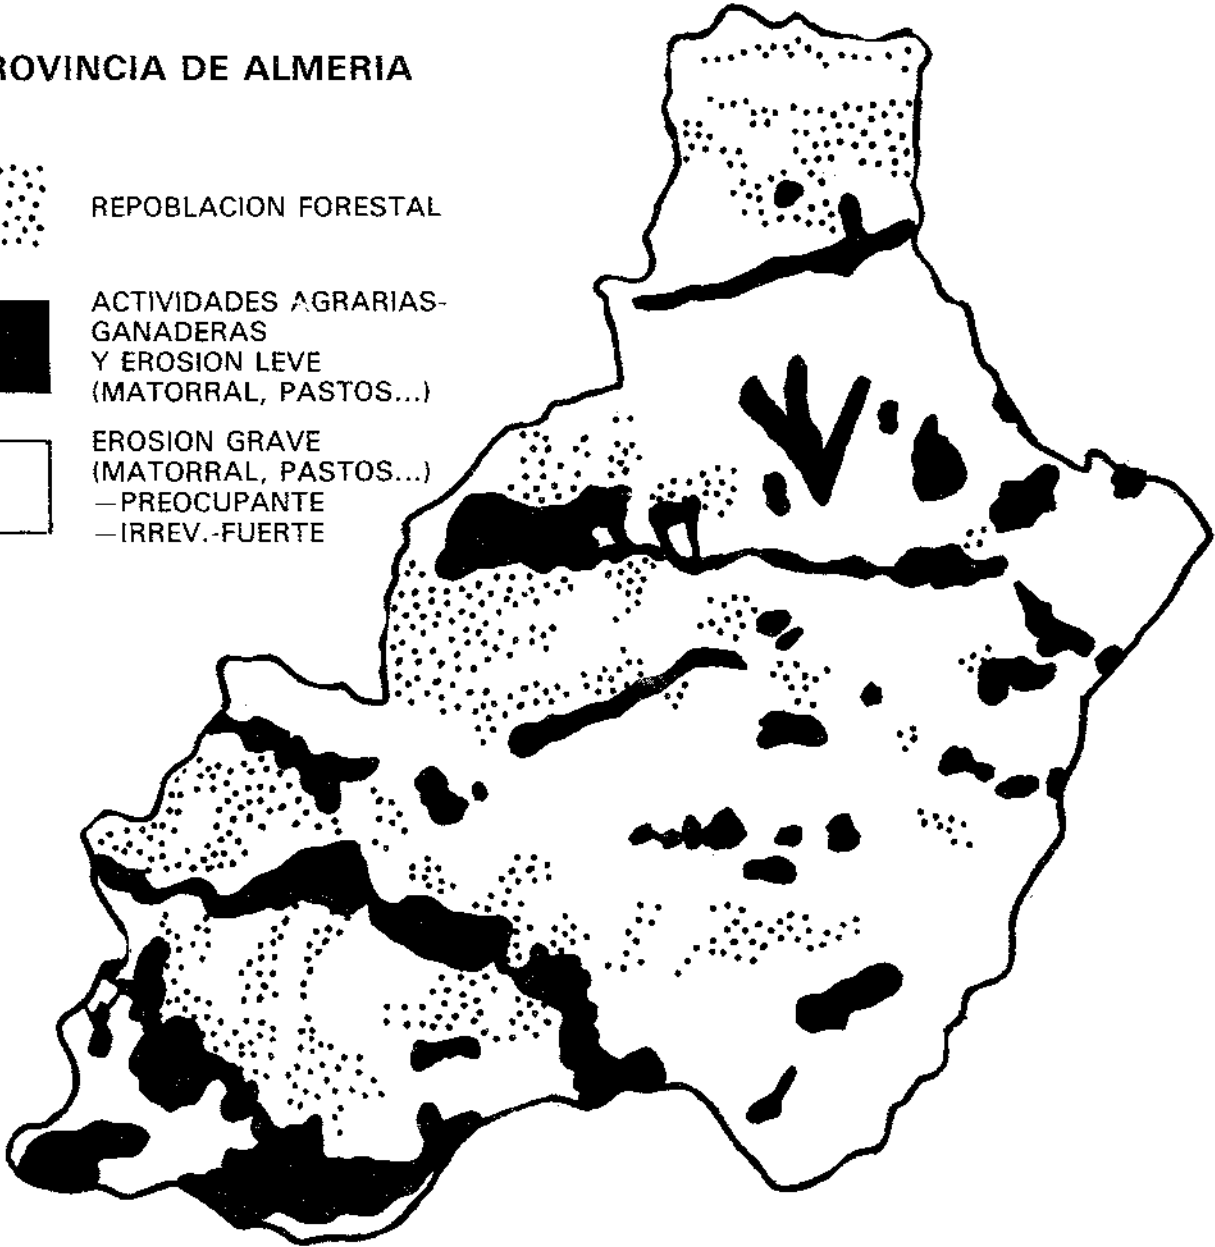 ROVINCIA DE ALMERIA
REPOBLACION FORESTAL
ACTIVIDADES AGRARIAS-
GANADERAS
Y EROSION LEVE
(MATORRAL, PASTOS...)
EROSION GRAVE
(MATORRAL, PASTOS...)
—PREOCUPANTE
—IRREV.-FUERTE